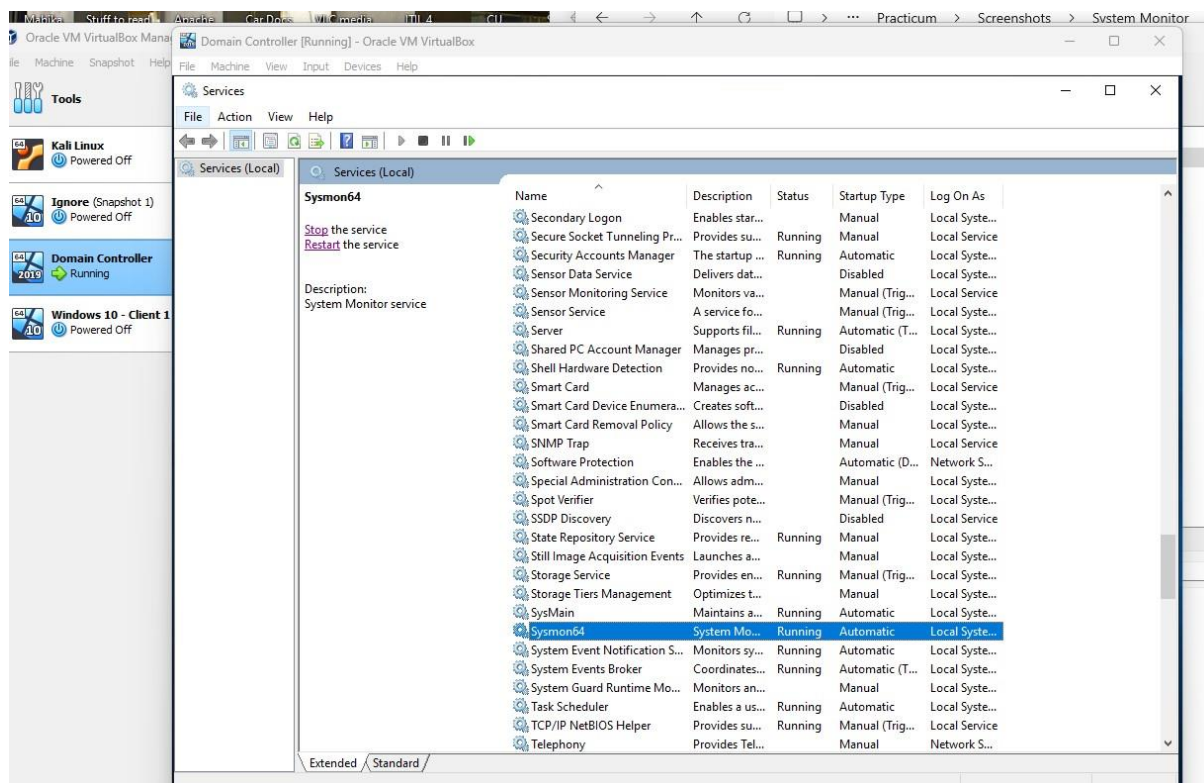 Stuff to read
Apache
Car Docs
ITIL 4
CU
Practicum > Screenshots > System Monitor
Oracle VM VirtualBox Mana
Machine Snapshot Help
Tools
Kali Linux
Powered Off
Ignore (Snapshot 1)
Powered Off
Domain Controller
Running
Windows 10 - Client 1
Powered Off
Domain Controller [Running] - Oracle VM VirtualBox
File Machine View Input Devices Help
Services
File Action View Help
Services (Local)
Services (Local)
Sysmon64
Stop the service
Restart the service
Description:
System Monitor service
Name Description Status Startup Type Log On As
Secondary Logon Enables star... Manual Local Syste...
Secure Socket Tunneling Pr... Provides su... Running Manual Local Service
Security Accounts Manager The startup ... Running Automatic Local Syste...
Sensor Data Service Delivers dat... Disabled Local Syste...
Sensor Monitoring Service Monitors va... Manual (Trig... Local Service
Sensor Service A service fo... Manual (Trig... Local Syste...
Server Supports fil... Running Automatic (T... Local Syste...
Shared PC Account Manager Manages pr... Disabled Local Syste...
Shell Hardware Detection Provides no... Running Automatic Local Syste...
Smart Card Manages ac... Manual (Trig... Local Service
Smart Card Device Enumera... Creates soft... Disabled Local Syste...
Smart Card Removal Policy Allows the s... Manual Local Syste...
SNMP Trap Receives tra... Manual Local Service
Software Protection Enables the ... Automatic (D... Network S...
Special Administration Con... Allows adm... Manual Local Syste...
Spot Verifier Verifies pote... Manual (Trig... Local Syste...
SSDP Discovery Discovers n... Disabled Local Service
State Repository Service Provides re... Running Manual Local Syste...
Still Image Acquisition Events Launches a... Manual Local Syste...
Storage Service Provides en... Running Manual (Trig... Local Syste...
Storage Tiers Management Optimizes t... Manual Local Syste...
SysMain Maintains a... Running Automatic Local Syste...
Sysmon64 System Mo... Running Automatic Local Syste...
System Event Notification S... Monitors sy... Running Automatic Local Syste...
System Events Broker Coordinates... Running Automatic (T... Local Syste...
System Guard Runtime Mo... Monitors an... Manual Local Syste...
Task Scheduler Enables a us... Running Automatic Local Syste...
TCP/IP NetBIOS Helper Provides su... Running Manual (Trig... Local Service
Telephony Provides Tel... Manual Network S...
Extended Standard